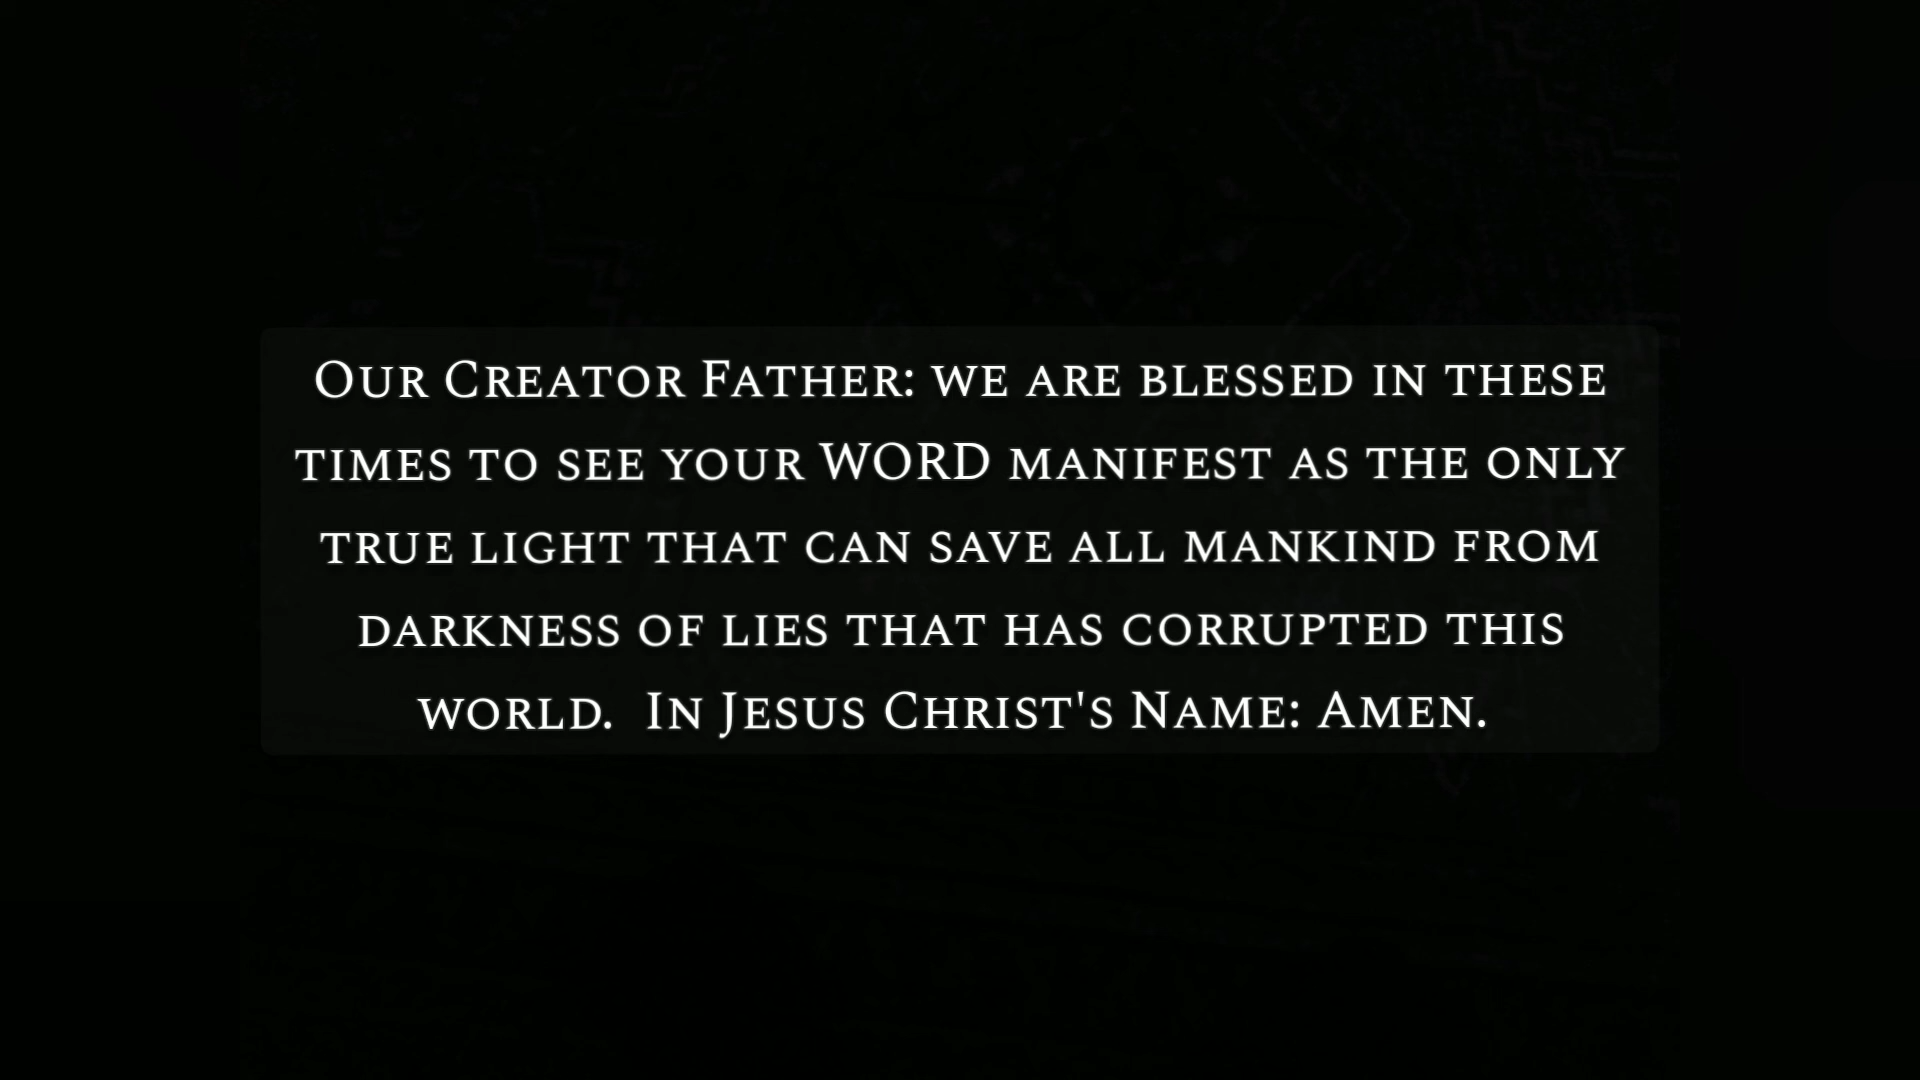 Our Creator Father: we are blessed in these
times to see your WORD manifest as the only
true light that can save all mankind from
darkness of lies that has corrupted this
world.  In Jesus Christ's Name: Amen.